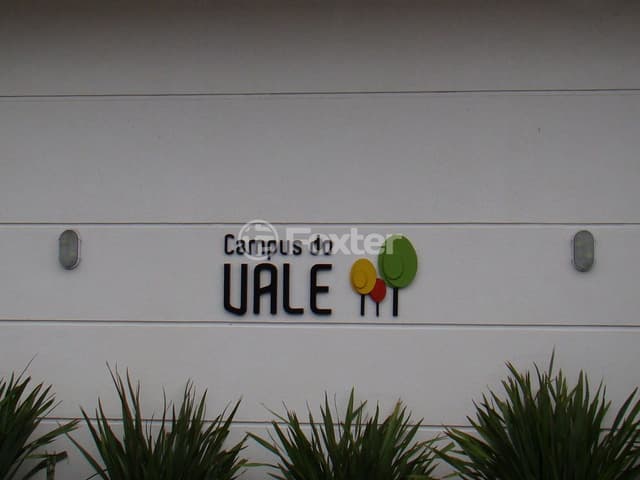 Campus do
VALE
Foxter